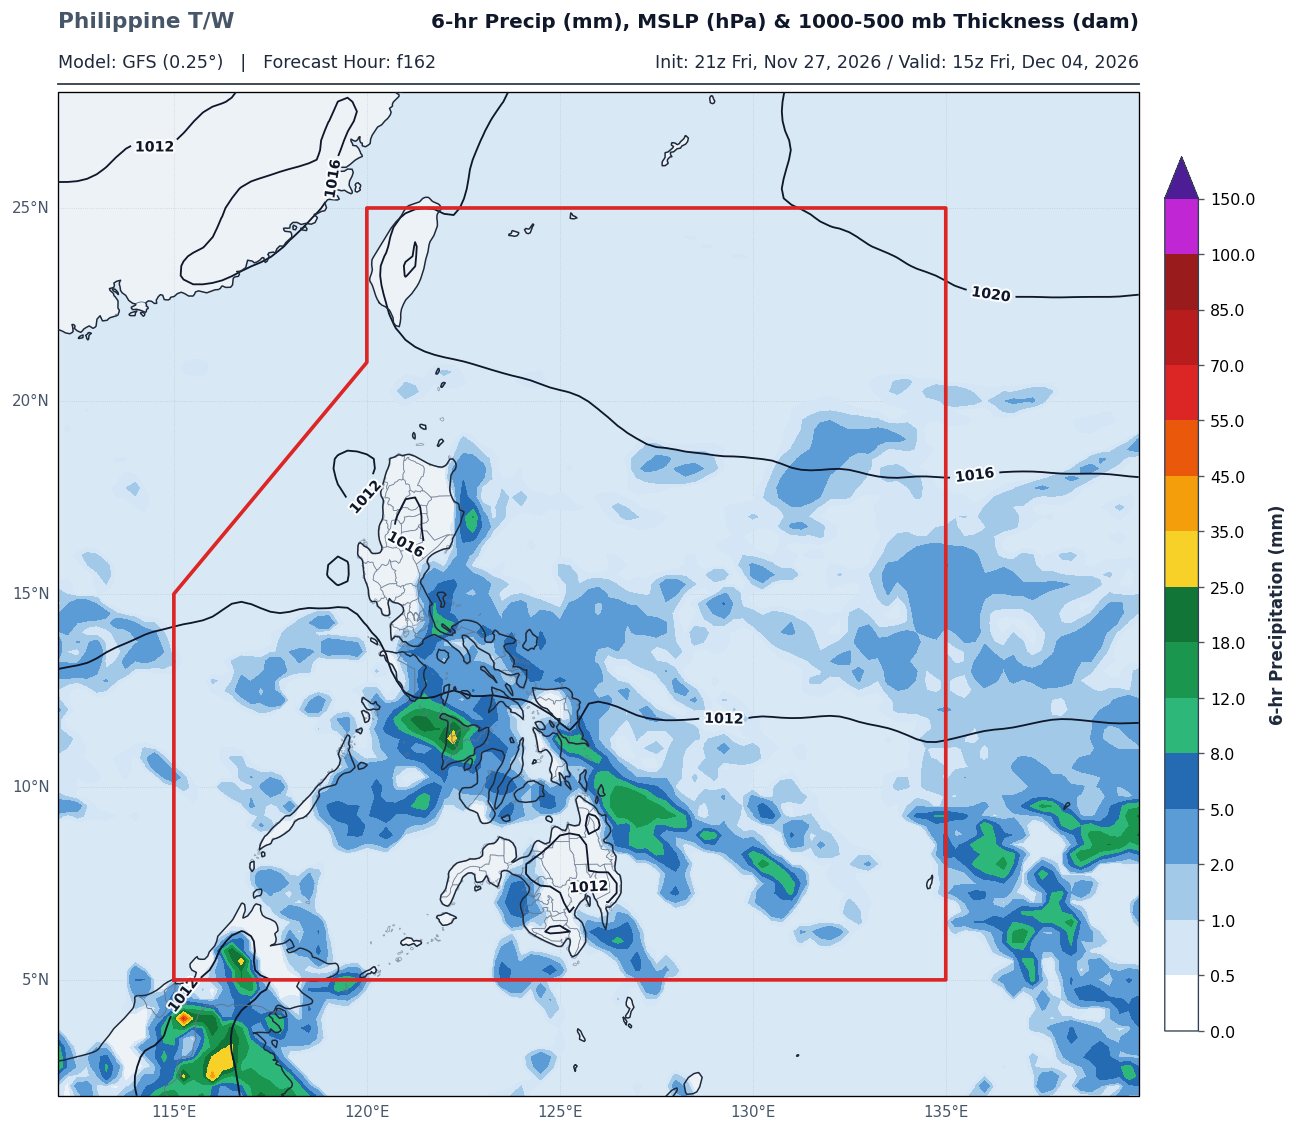 Philippine T/W
6-hr Precip (mm), MSLP (hPa) & 1000-500 mb Thickness (dam)
Model: GFS (0.25°) | Forecast Hour: f162
Init: 21z Fri, Nov 27, 2026 / Valid: 15z Fri, Dec 04, 2026
1012
1016
1020
1016
1012
1016
1012
1012
1012
25°N
20°N
15°N
10°N
5°N
115°E
120°E
125°E
130°E
135°E
150.0
100.0
85.0
70.0
55.0
45.0
35.0
25.0
18.0
12.0
8.0
5.0
2.0
1.0
0.5
0.0
6-hr Precipitation (mm)